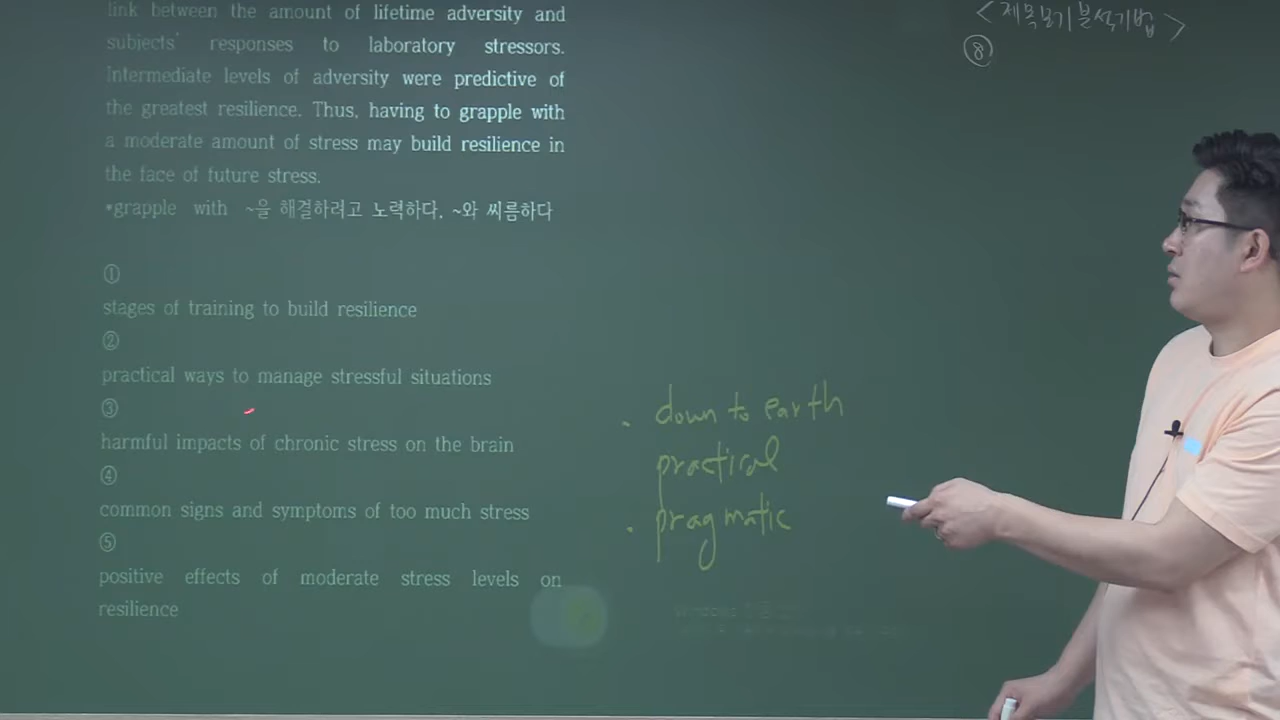 link between the amount of lifetime adversity and
subjects' responses to laboratory stressors.
Intermediate levels of adversity were predictive of
the greatest resilience. Thus, having to grapple with
a moderate amount of stress may build resilience in
the face of future stress.
*grapple with ~을 해결하려고 노력하다, ~와 씨름하다
①
stages of training to build resilience
②
practical ways to manage stressful situations
③
harmful impacts of chronic stress on the brain
④
common signs and symptoms of too much stress
⑤
positive effects of moderate stress levels on
resilience
<제목보기분석기법>
⑧
· down to earth
practical
· pragmatic
Windows